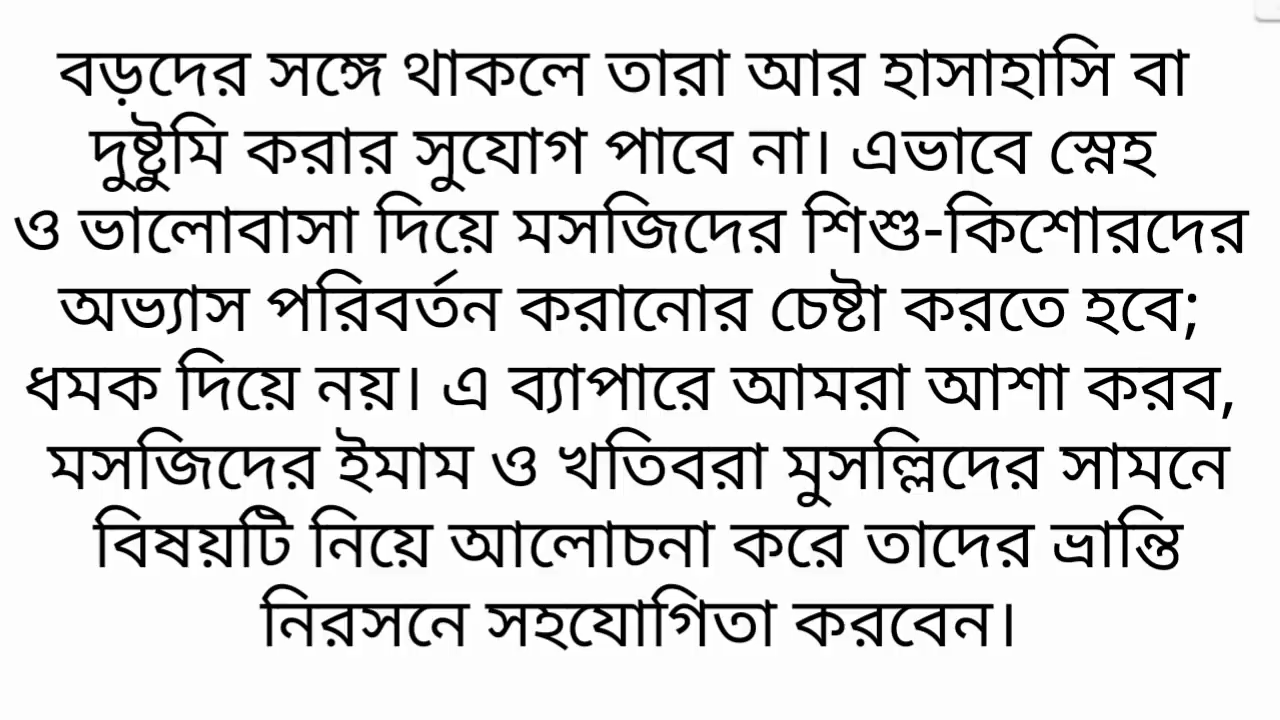 বড়দের সঙ্গে থাকলে তারা আর হাসাহাসি বা
দুষ্টুমি করার সুযোগ পাবে না। এভাবে স্নেহ
ও ভালোবাসা দিয়ে মসজিদের শিশু-কিশোরদের
অভ্যাস পরিবর্তন করানোর চেষ্টা করতে হবে;
ধমক দিয়ে নয়। এ ব্যাপারে আমরা আশা করব,
মসজিদের ইমাম ও খতিবরা মুসল্লিদের সামনে
বিষয়টি নিয়ে আলোচনা করে তাদের ভ্রান্তি
নিরসনে সহযোগিতা করবেন।